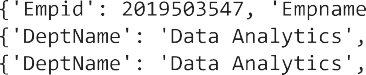 {'Empid': 2019503547, 'Empname
{'DeptName': 'Data Analytics',
{'DeptName': 'Data Analytics',